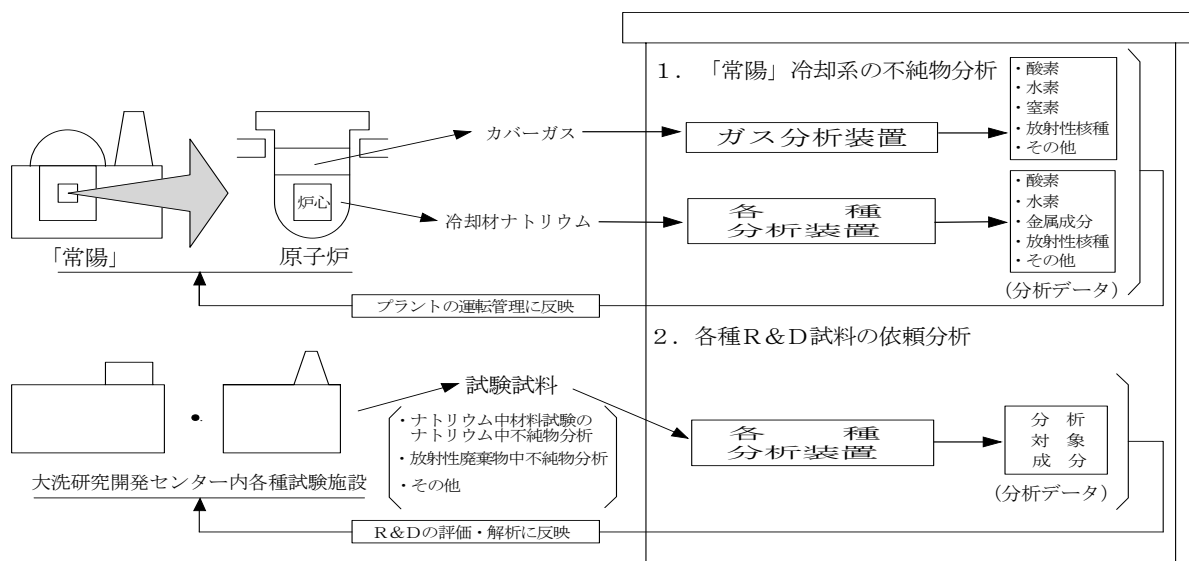 1．「常陽」冷却系の不純物分析
カバーガス
ガス分析装置
・酸素
・水素
・窒素
・放射性核種
・その他
炉心
冷却材ナトリウム
各種
分析装置
・酸素
・水素
・金属成分
・放射性核種
・その他
(分析データ)
「常陽」
原子炉
プラントの運転管理に反映
2．各種R＆D試料の依頼分析
試験試料
・ナトリウム中材料試験の
ナトリウム中不純物分析
・放射性廃棄物中不純物分析
・その他
各種
分析装置
分析
対象
成分
(分析データ)
大洗研究開発センター内各種試験施設
R＆Dの評価・解析に反映